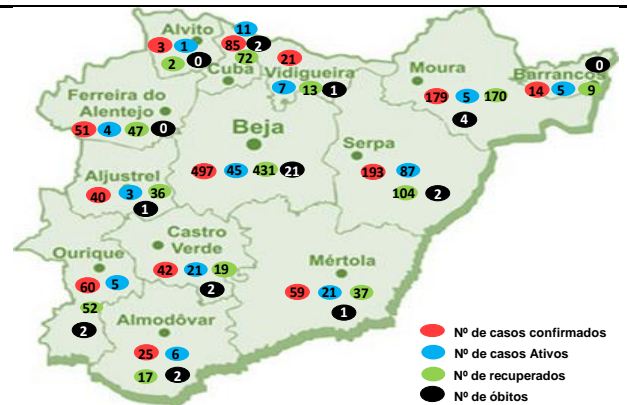 11
Alvito
3 1
85 2
2 0
72
21
Cuba
Vidigueira
7 13 1
Moura
179 5 170
4
0
Barrancos
14 5 9
Ferreira do
Alentejo
51 4 47 0
Beja
497 45 431 21
Serpa
193 87
104 2
Aljustrel
40 3 36
1
Castro
Verde
42 21 19
2
Ourique
60 5
52
2
Mértola
59 21 37
1
Almodôvar
25 6
17 2
Nº de casos confirmados
Nº de casos Ativos
Nº de recuperados
Nº de óbitos